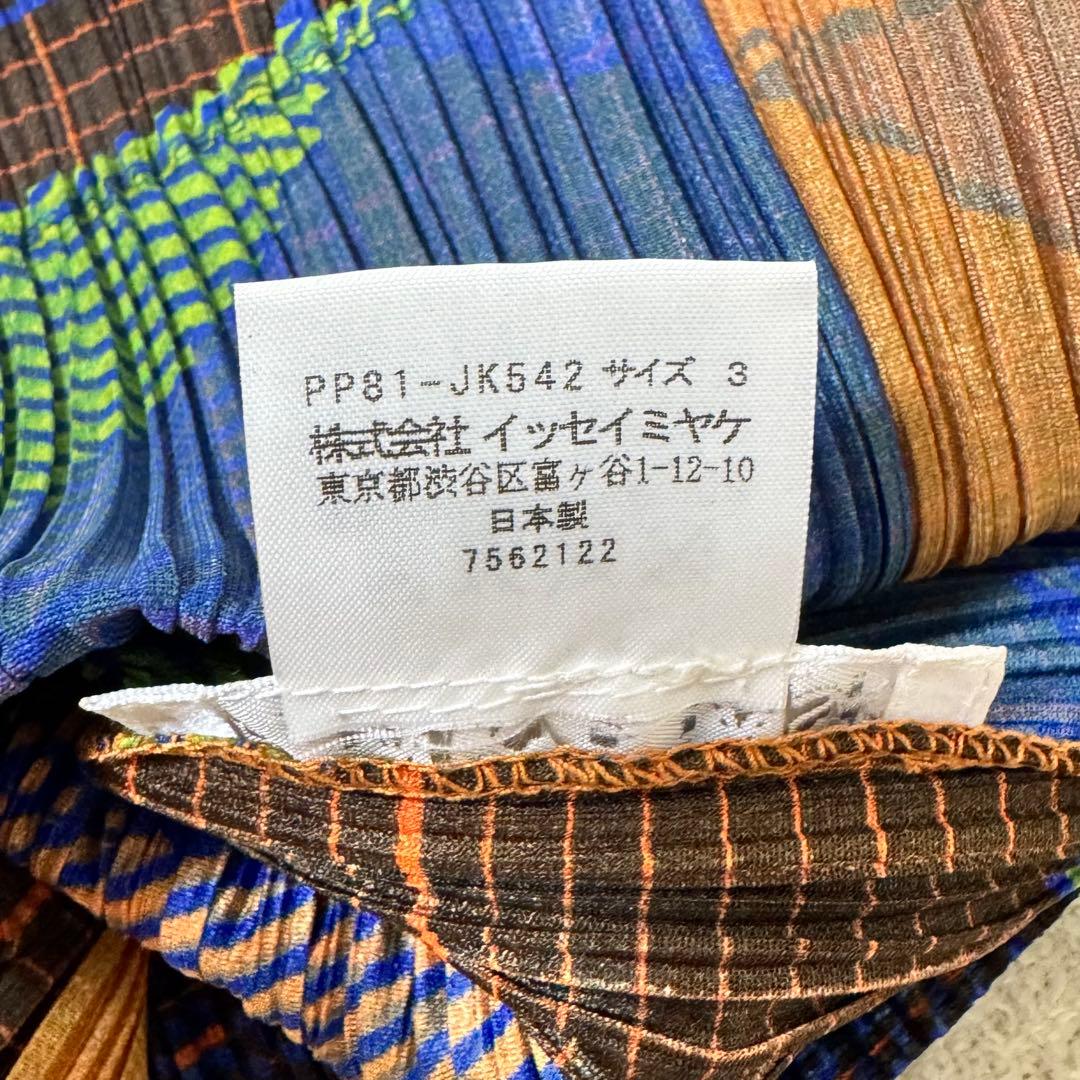 PP81-JK542 サイズ 3
株式会社 イッセイミヤケ
東京都渋谷区富ヶ谷1-12-10
日本製
7562122